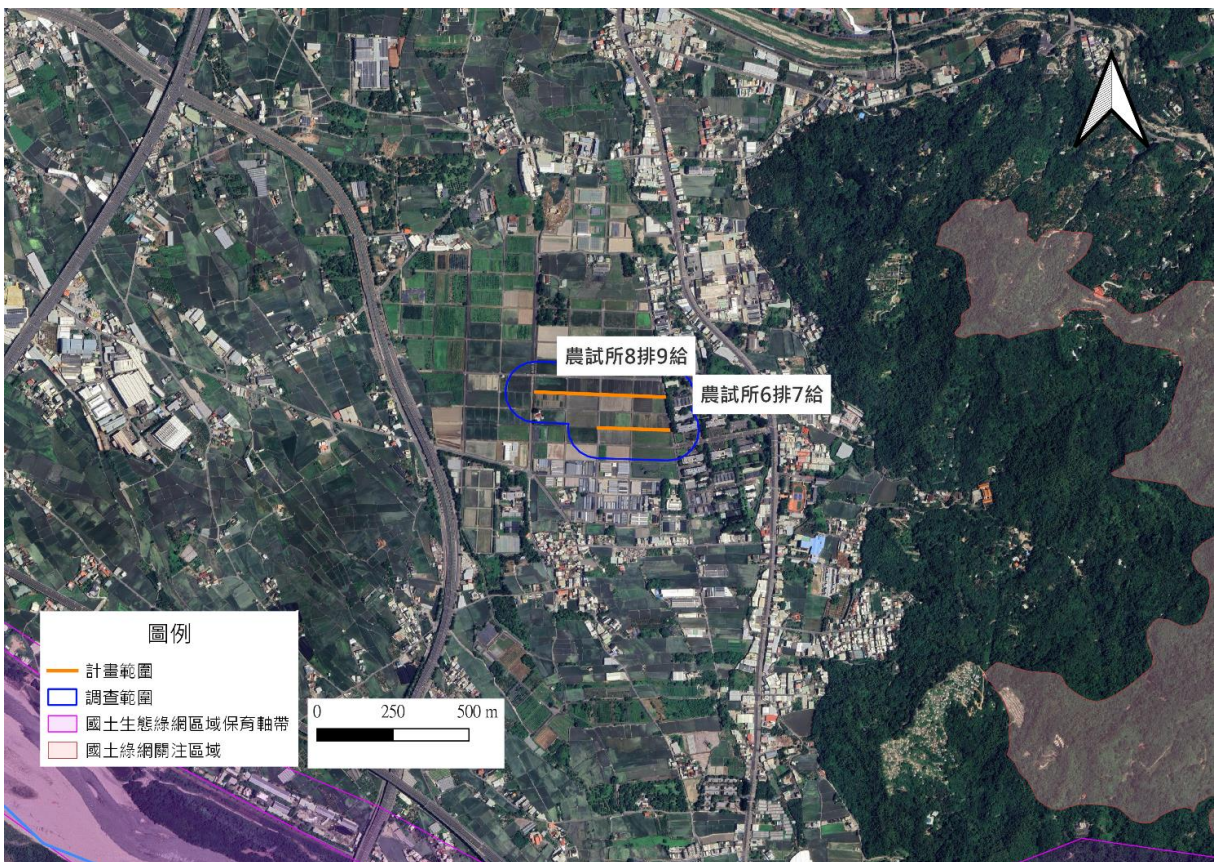 農試所8排9給
農試所6排7給
圖例
計畫範圍
調查範圍
國土生態綠網區域保育軸帶
國土綠網關注區域
0 250 500 m